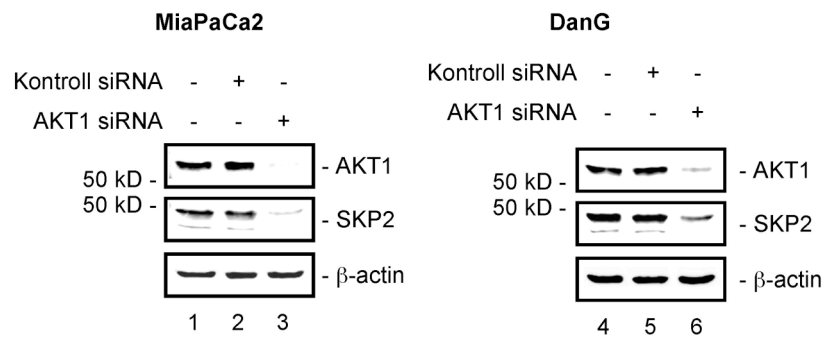 MiaPaCa2
Kontroll siRNA - + -
AKT1 siRNA - - +
- AKT1
50 kD -
50 kD -
- SKP2
- β-actin
1 2 3
DanG
Kontroll siRNA - + -
AKT1 siRNA - - +
- AKT1
50 kD -
50 kD -
- SKP2
- β-actin
4 5 6